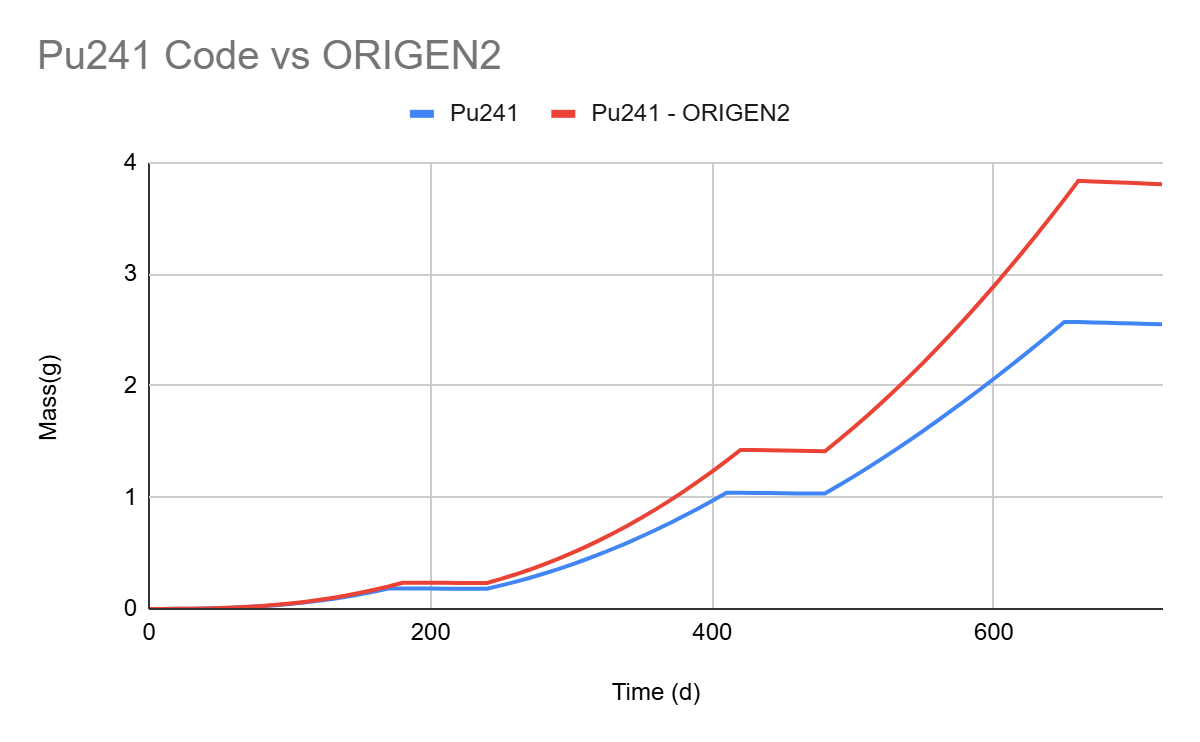 Pu241 Code vs ORIGEN2
Pu241
Pu241 - ORIGEN2
4
3
2
1
0
Mass(g)
0
200
400
600
Time (d)